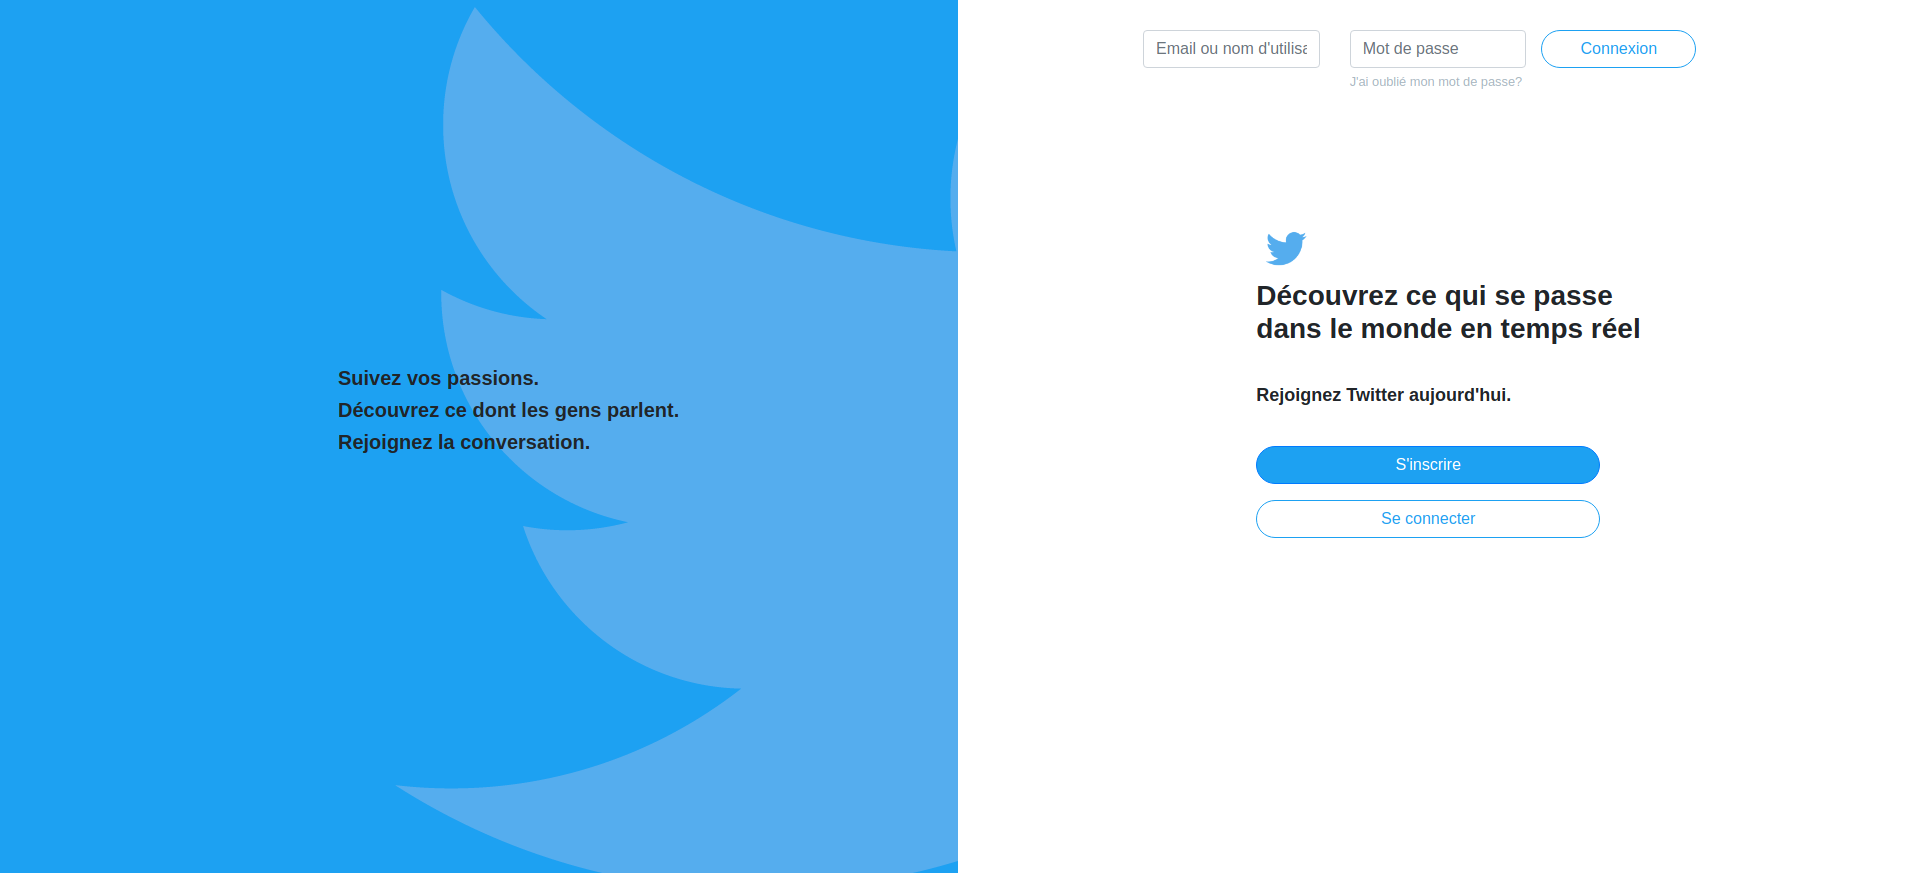 Email ou nom d'utilisa
Mot de passe
Connexion
J'ai oublié mon mot de passe?
Suivez vos passions.
Découvrez ce dont les gens parlent.
Rejoignez la conversation.
Découvrez ce qui se passe
dans le monde en temps réel
Rejoignez Twitter aujourd'hui.
S'inscrire
Se connecter